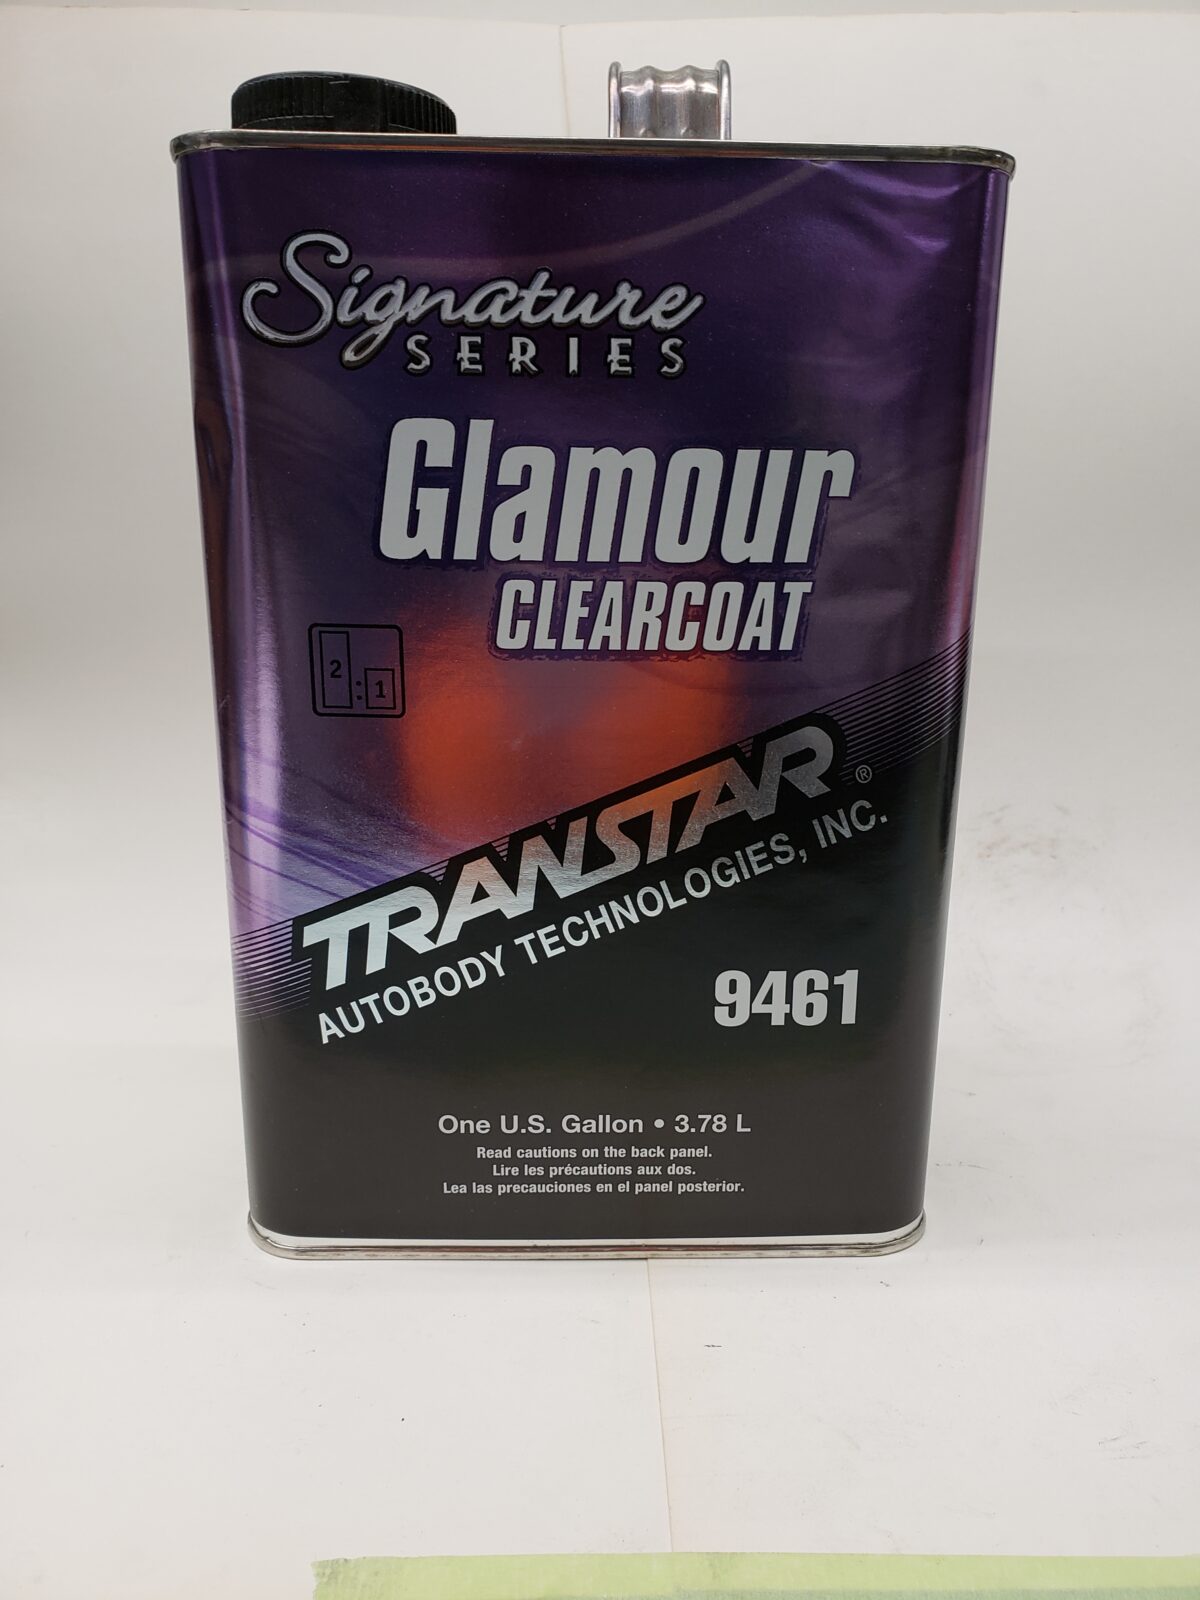 Signature
SERIES
Glamour
CLEARCOAT
2:1
TRANSTAR®
AUTOBODY TECHNOLOGIES, INC.
9461
One U.S. Gallon • 3.78 L
Read cautions on the back panel.
Lire les précautions aux dos.
Lea las precauciones en el panel posterior.